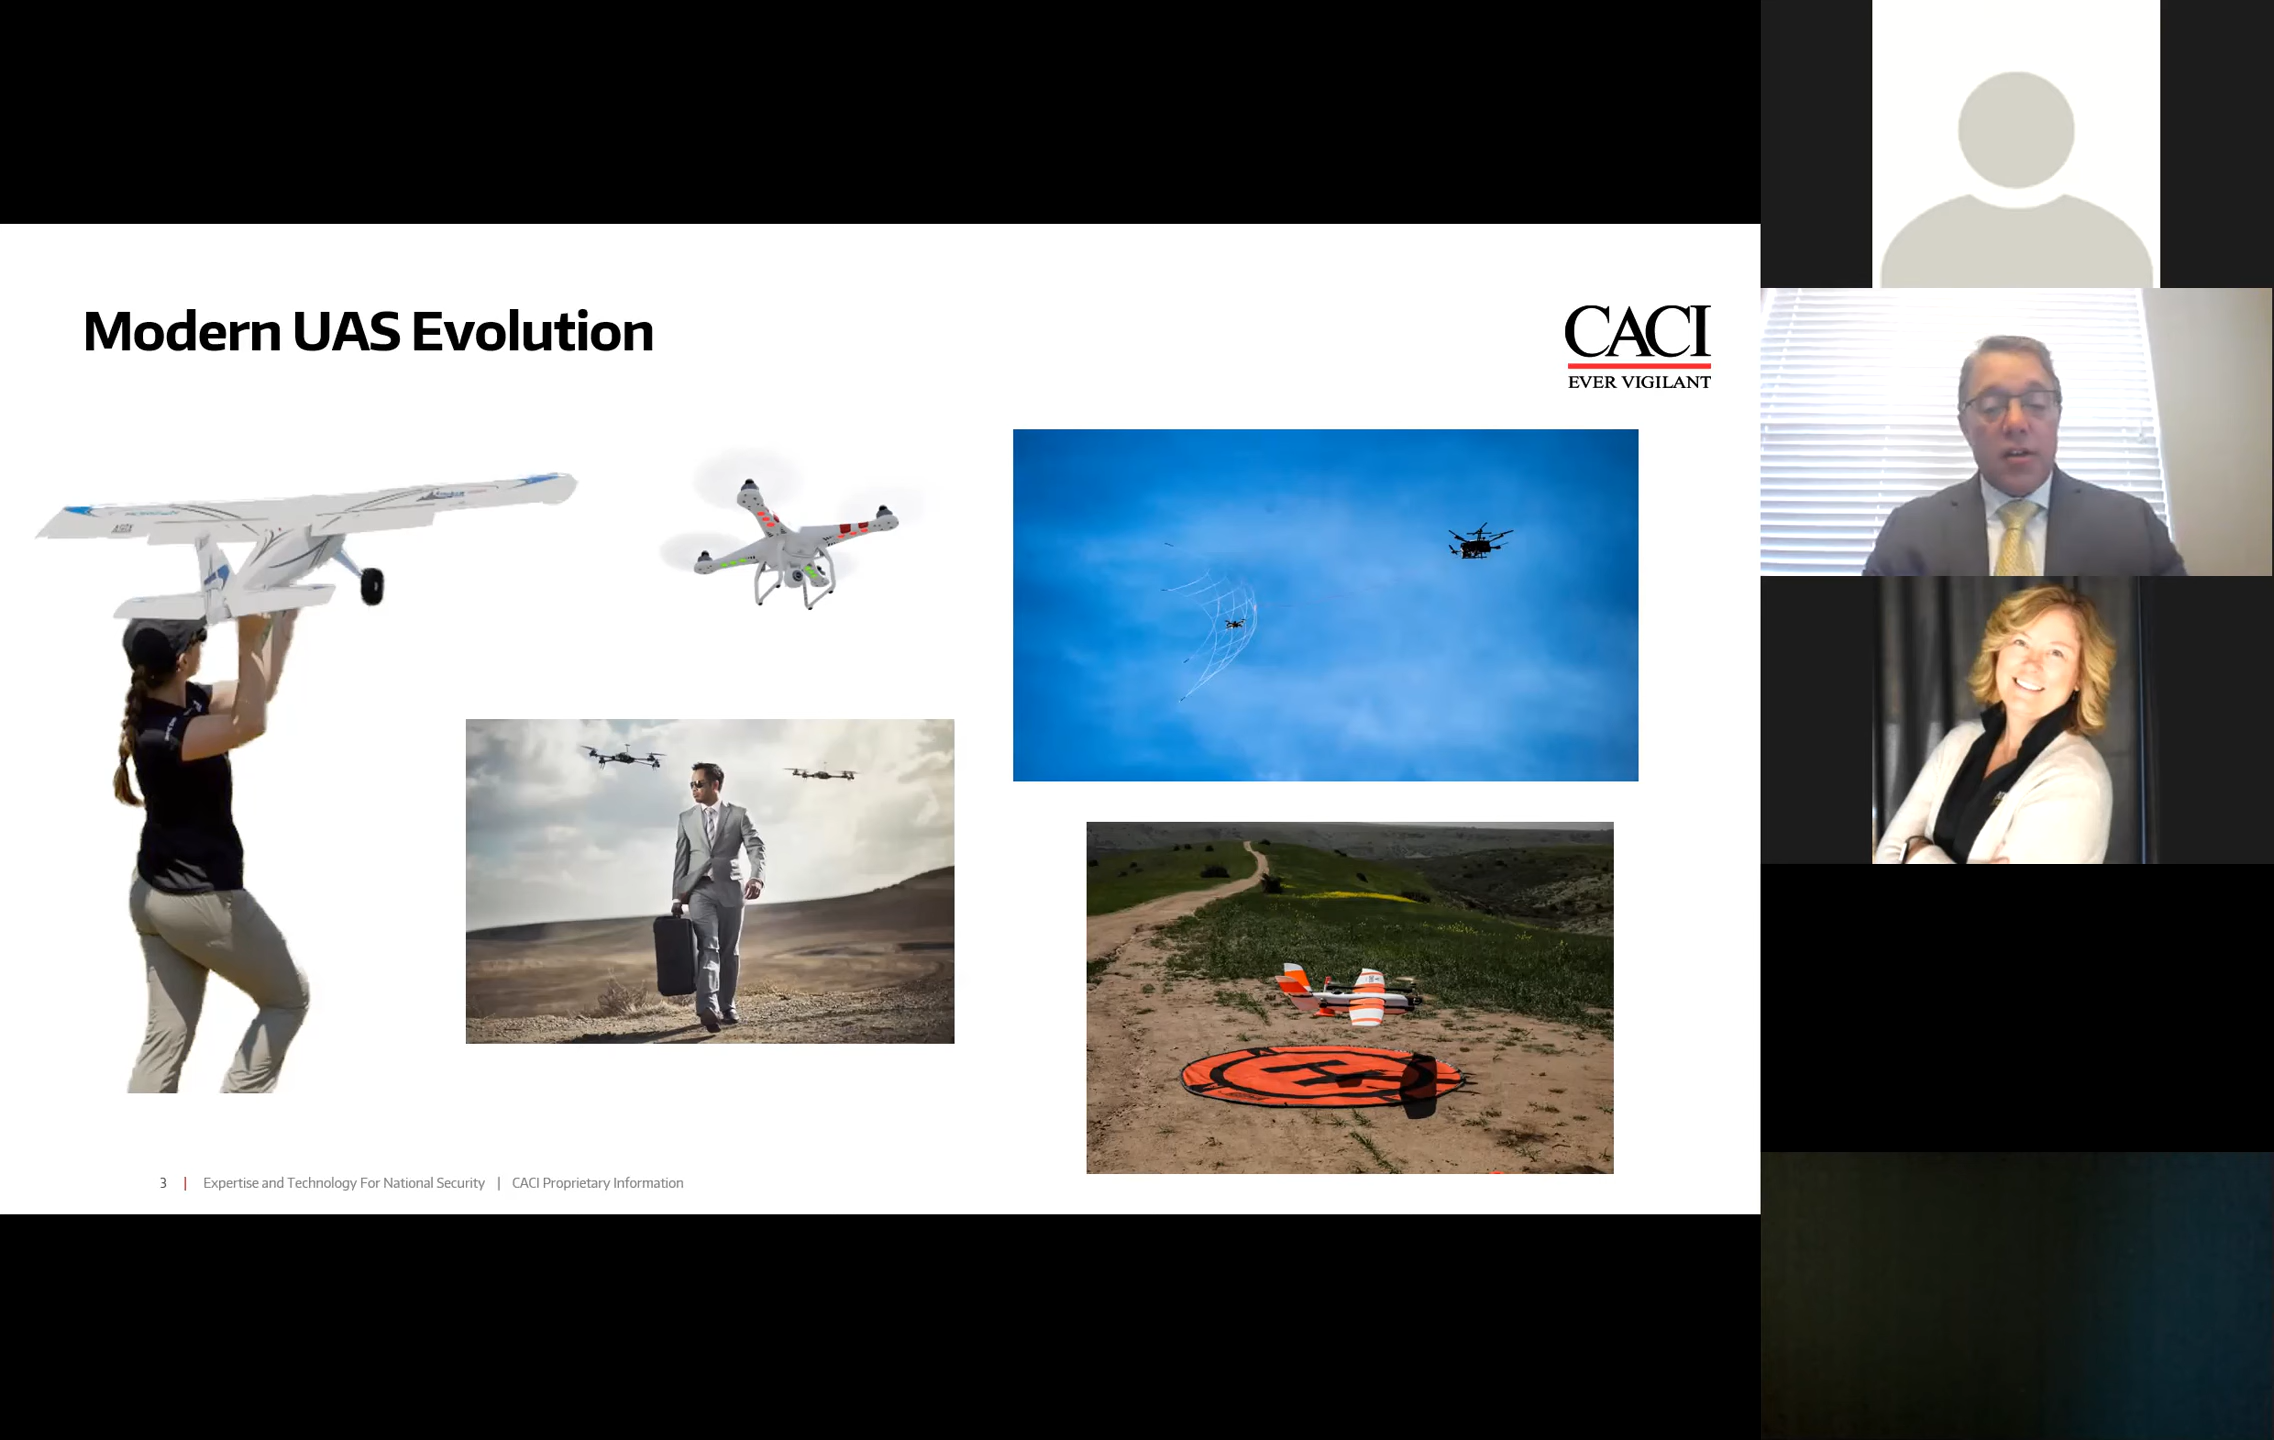 Modern UAS Evolution
CACI
EVER VIGILANT
3 | Expertise and Technology For National Security | CACI Proprietary Information